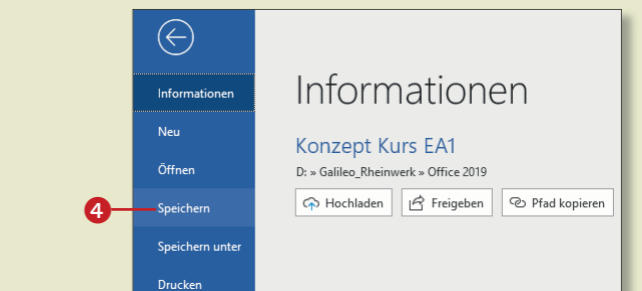 Informationen
Neu
Öffnen
4 Speichern
Speichern unter
Drucken
Informationen
Konzept Kurs EA1
D: » Galileo_Rheinwerk » Office 2019
Hochladen Freigeben Pfad kopieren